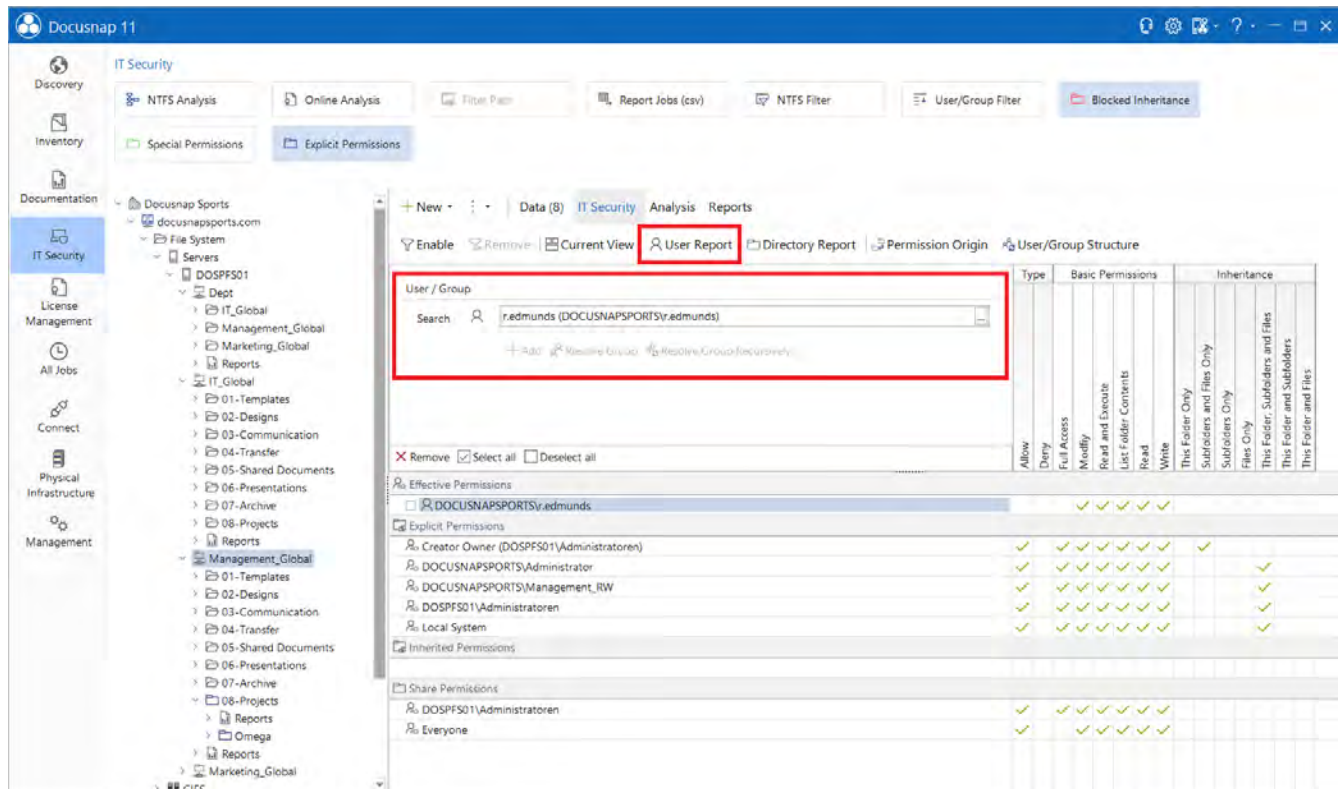 Docusnap 11
?
Discovery
Inventory
Documentation
IT Security
License
Management
All Jobs
Connect
Physical
Infrastructure
Management
IT Security
NTFS Analysis
Online Analysis
Filter Path
Report Jobs (csv)
NTFS Filter
User/Group Filter
Blocked Inheritance
Special Permissions
Explicit Permissions
Docusnap Sports
docusnapsports.com
File System
Servers
DOSPFS01
Dept
IT_Global
Management_Global
Marketing_Global
Reports
IT_Global
01-Templates
02-Designs
03-Communication
04-Transfer
05-Shared Documents
06-Presentations
07-Archive
08-Projects
Reports
Management_Global
01-Templates
02-Designs
03-Communication
04-Transfer
05-Shared Documents
06-Presentations
07-Archive
08-Projects
Reports
Omega
Reports
Marketing_Global
CIFS
+ New
Data (8)
IT Security
Analysis
Reports
Enable
Remove
Current View
User Report
Directory Report
Permission Origin
User/Group Structure
User / Group
Search
r.edmunds (DOCUSNAPSPORTS\r.edmunds)
...
+ Add
Resolve Group
Resolve Group Recursively
Type
Basic Permissions
Inheritance
Allow
Deny
Full Access
Modfiy
Read and Execute
List Folder Contents
Read
Write
This Folder Only
Subfolders and Files Only
Subfolders Only
Files Only
This Folder, Subfolders and Files
This Folder and Subfolders
This Folder and Files
Remove
Select all
Deselect all
Effective Permissions
DOCUSNAPSPORTS\r.edmunds
Explicit Permissions
Creator Owner (DOSPFS01\Administratoren)
DOCUSNAPSPORTS\Administrator
DOCUSNAPSPORTS\Management_RW
DOSPFS01\Administratoren
Local System
Inherited Permissions
Share Permissions
DOSPFS01\Administratoren
Everyone